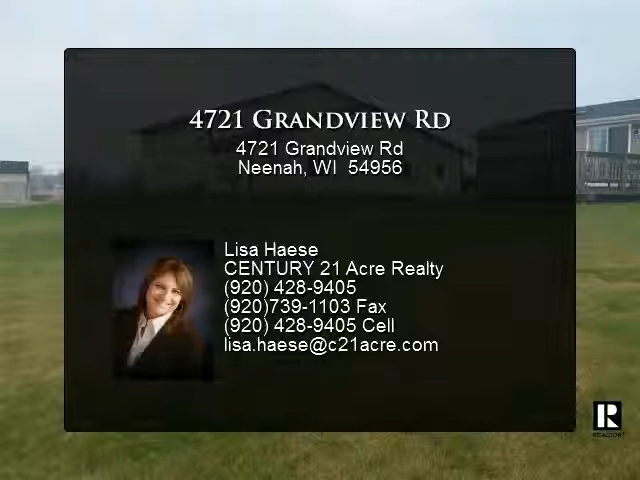 4721 GRANDVIEW RD
4721 Grandview Rd
Neenah, WI  54956
Lisa Haese
CENTURY 21 Acre Realty
(920) 428-9405
(920)739-1103 Fax
(920) 428-9405 Cell
lisa.haese@c21acre.com
R
REALTOR